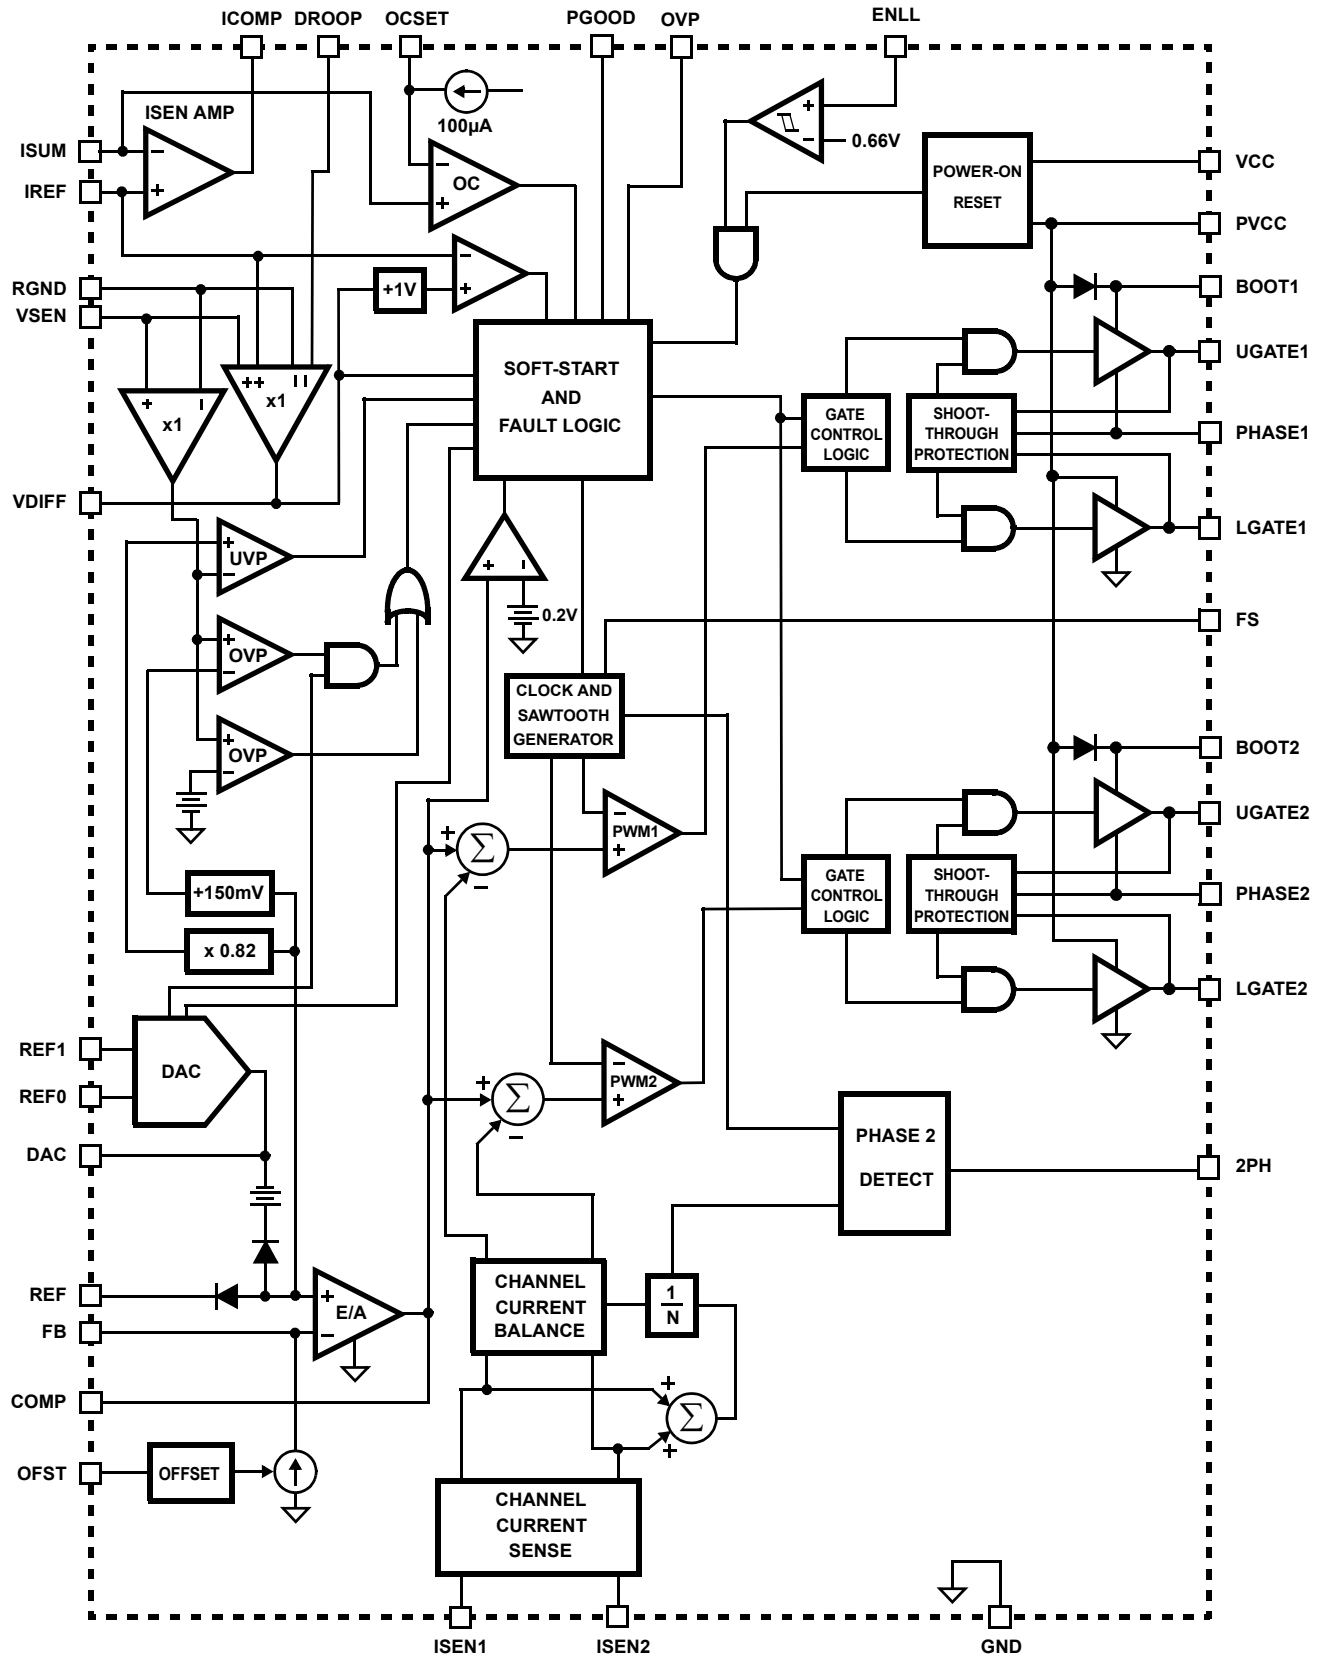 ICOMP DROOP OCSET PGOOD OVP ENLL
ISEN AMP
100µA
ISUM
−
+
IREF
−
OC
+
+
−
0.66V
POWER-ON
RESET
VCC
PVCC
RGND
VSEN
+1V
−
+
BOOT1
UGATE1
PHASE1
LGATE1
+ −
x1
++ − −
x1
SOFT-START
AND
FAULT LOGIC
GATE
CONTROL
LOGIC
SHOOT-
THROUGH
PROTECTION
VDIFF
+
UVP
−
+ −
0.2V
FS
+
OVP
−
+
OVP
−
CLOCK AND
SAWTOOTH
GENERATOR
BOOT2
UGATE2
PHASE2
LGATE2
+
Σ
−
−
PWM1
+
GATE
CONTROL
LOGIC
SHOOT-
THROUGH
PROTECTION
+150mV
x 0.82
REF1
REF0
DAC
DAC
+
Σ
−
−
PWM2
+
PHASE 2
DETECT
2PH
REF
FB
+
E/A
−
CHANNEL
CURRENT
BALANCE
1
N
COMP
+
Σ
+
OFST
OFFSET
CHANNEL
CURRENT
SENSE
ISEN1 ISEN2 GND